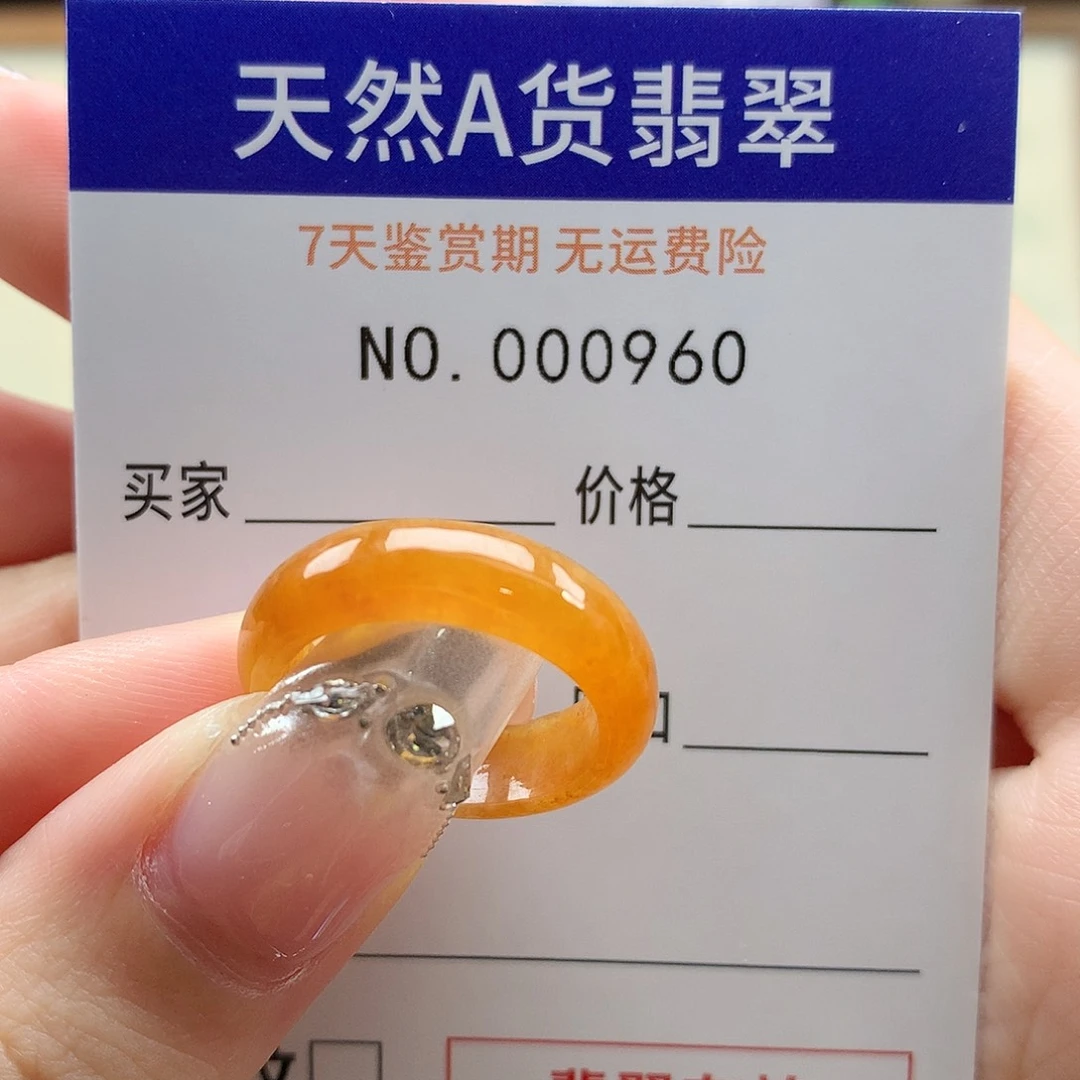 天然A货翡翠
7天鉴赏期 无运费险
NO. 000960
买家 价格